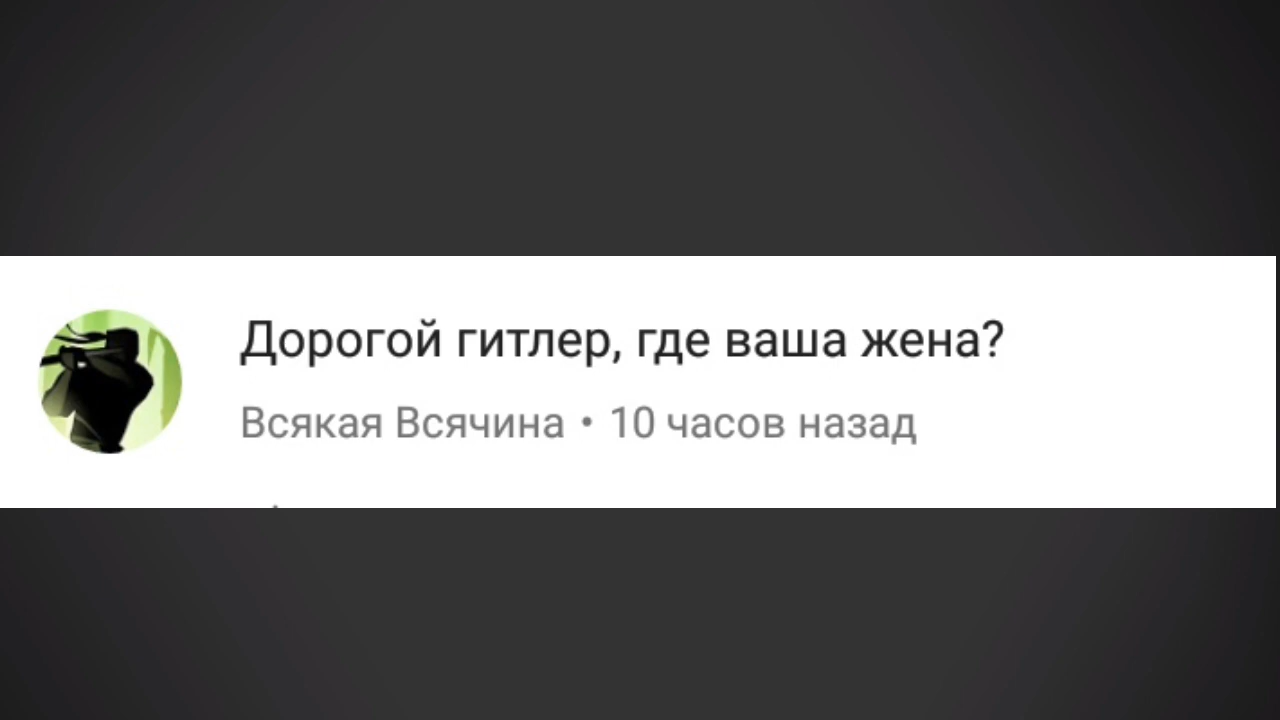 Дорогой гитлер, где ваша жена?
Всякая Всячина • 10 часов назад